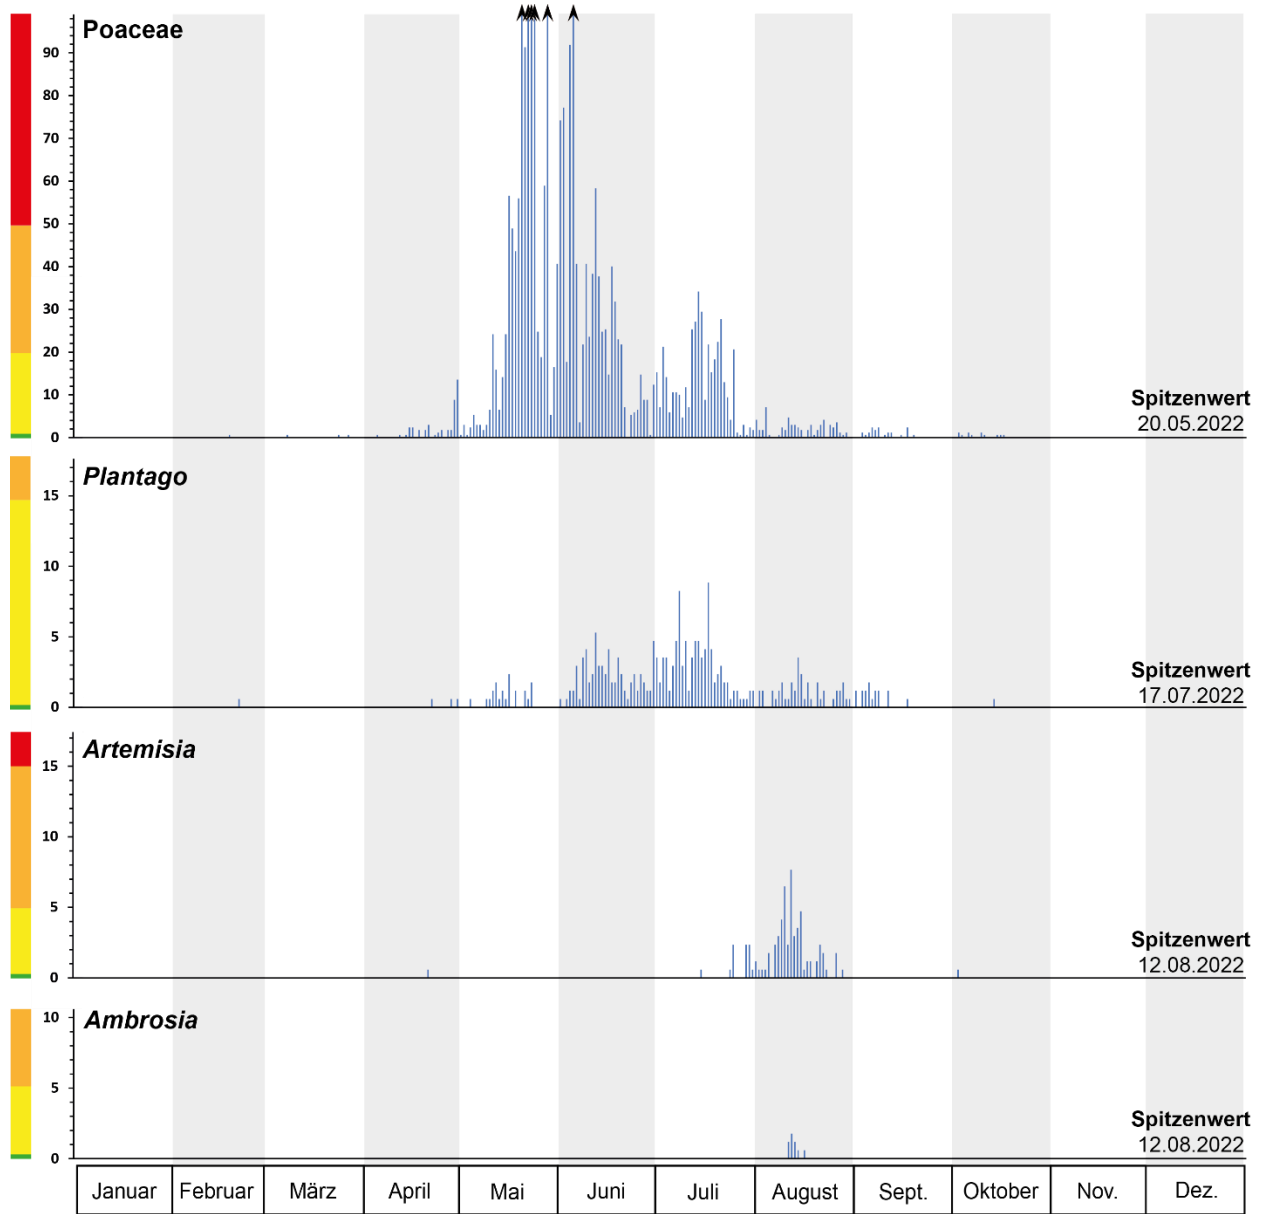 Poaceae
90
80
70
60
50
40
30
20
10
0
Spitzenwert
20.05.2022
Plantago
15
10
5
0
Spitzenwert
17.07.2022
Artemisia
15
10
5
0
Spitzenwert
12.08.2022
Ambrosia
10
5
0
Spitzenwert
12.08.2022
Januar Februar März April Mai Juni Juli August Sept. Oktober Nov. Dez.